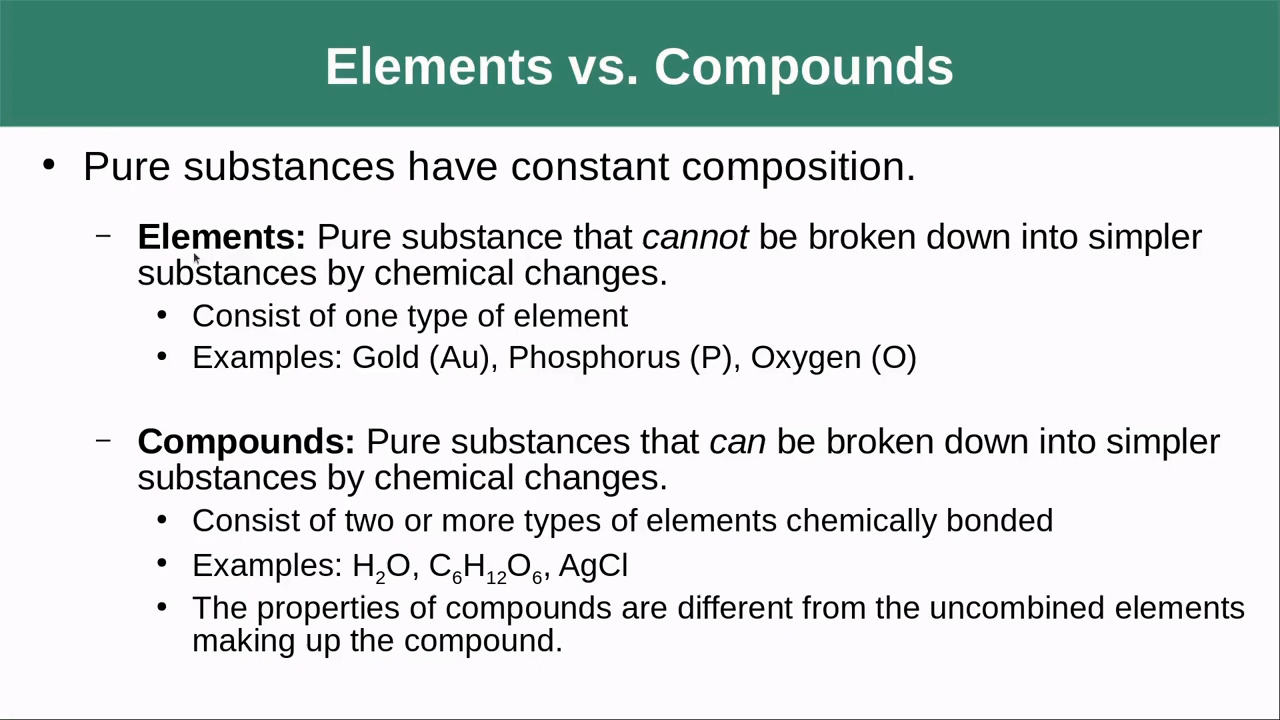 Elements vs. Compounds
• Pure substances have constant composition.
– Elements: Pure substance that cannot be broken down into simpler
substances by chemical changes.
• Consist of one type of element
• Examples: Gold (Au), Phosphorus (P), Oxygen (O)
– Compounds: Pure substances that can be broken down into simpler
substances by chemical changes.
• Consist of two or more types of elements chemically bonded
• Examples: H₂O, C₆H₁₂O₆, AgCl
• The properties of compounds are different from the uncombined elements
making up the compound.